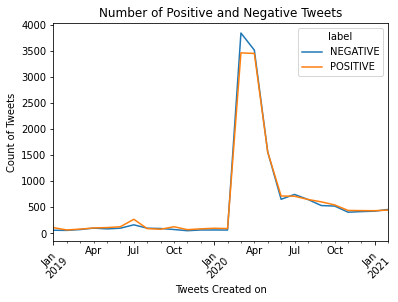 Number of Positive and Negative Tweets
label
NEGATIVE
POSITIVE
Count of Tweets
4000
3500
3000
2500
2000
1500
1000
500
0
Jan
2019
Apr
Jul
Oct
Jan
2020
Apr
Jul
Oct
Jan
2021
Tweets Created on